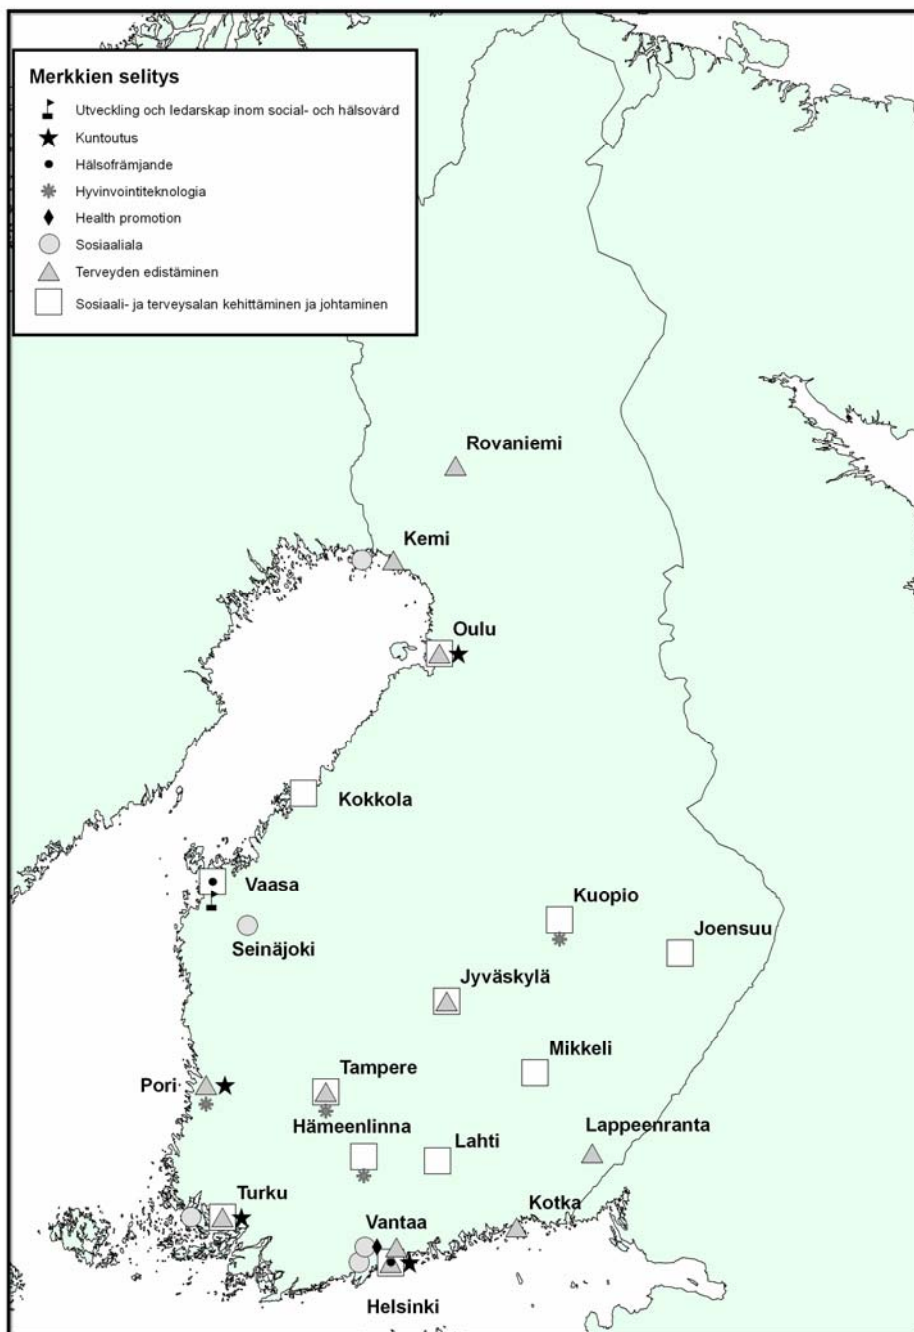 Merkkien selitys
Utveckling och ledarskap inom social- och hälsovård
Kuntoutus
Hälsofrämjande
Hyvinvointiteknologia
Health promotion
Sosiaaliala
Terveyden edistäminen
Sosiaali- ja terveysalan kehittäminen ja johtaminen
Rovaniemi
Kemi
Oulu
Kokkola
Vaasa
Kuopio
Seinäjoki
Joensuu
Jyväskylä
Mikkeli
Tampere
Pori
Hämeenlinna
Lappeenranta
Lahti
Turku
Kotka
Vantaa
Helsinki